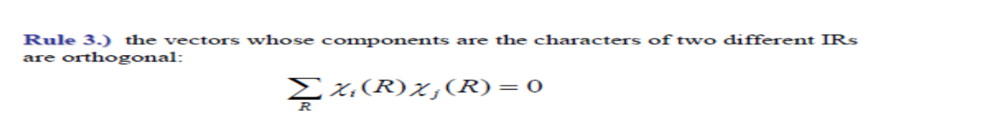 Rule 3.) the vectors whose components are the characters of two different IRs
are orthogonal:
∑ χᵢ(R)χⱼ(R) = 0
R